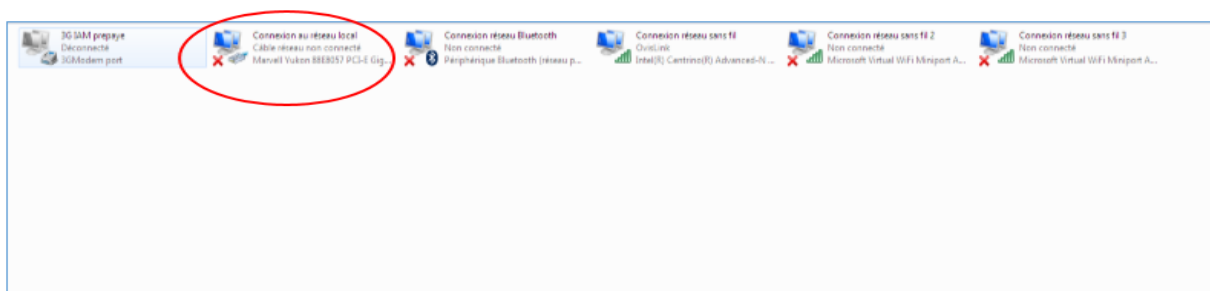 3G IAM prepaye
Déconnecté
3GModem port
Connexion au réseau local
Câble réseau non connecté
Marvell Yukon 88E8057 PCI-E Gig...
Connexion réseau Bluetooth
Non connecté
Périphérique Bluetooth (réseau p...
Connexion réseau sans fil
OvisLink
Intel(R) Centrino(R) Advanced-N ...
Connexion réseau sans fil 2
Non connecté
Microsoft Virtual WiFi Miniport A...
Connexion réseau sans fil 3
Non connecté
Microsoft Virtual WiFi Miniport A...